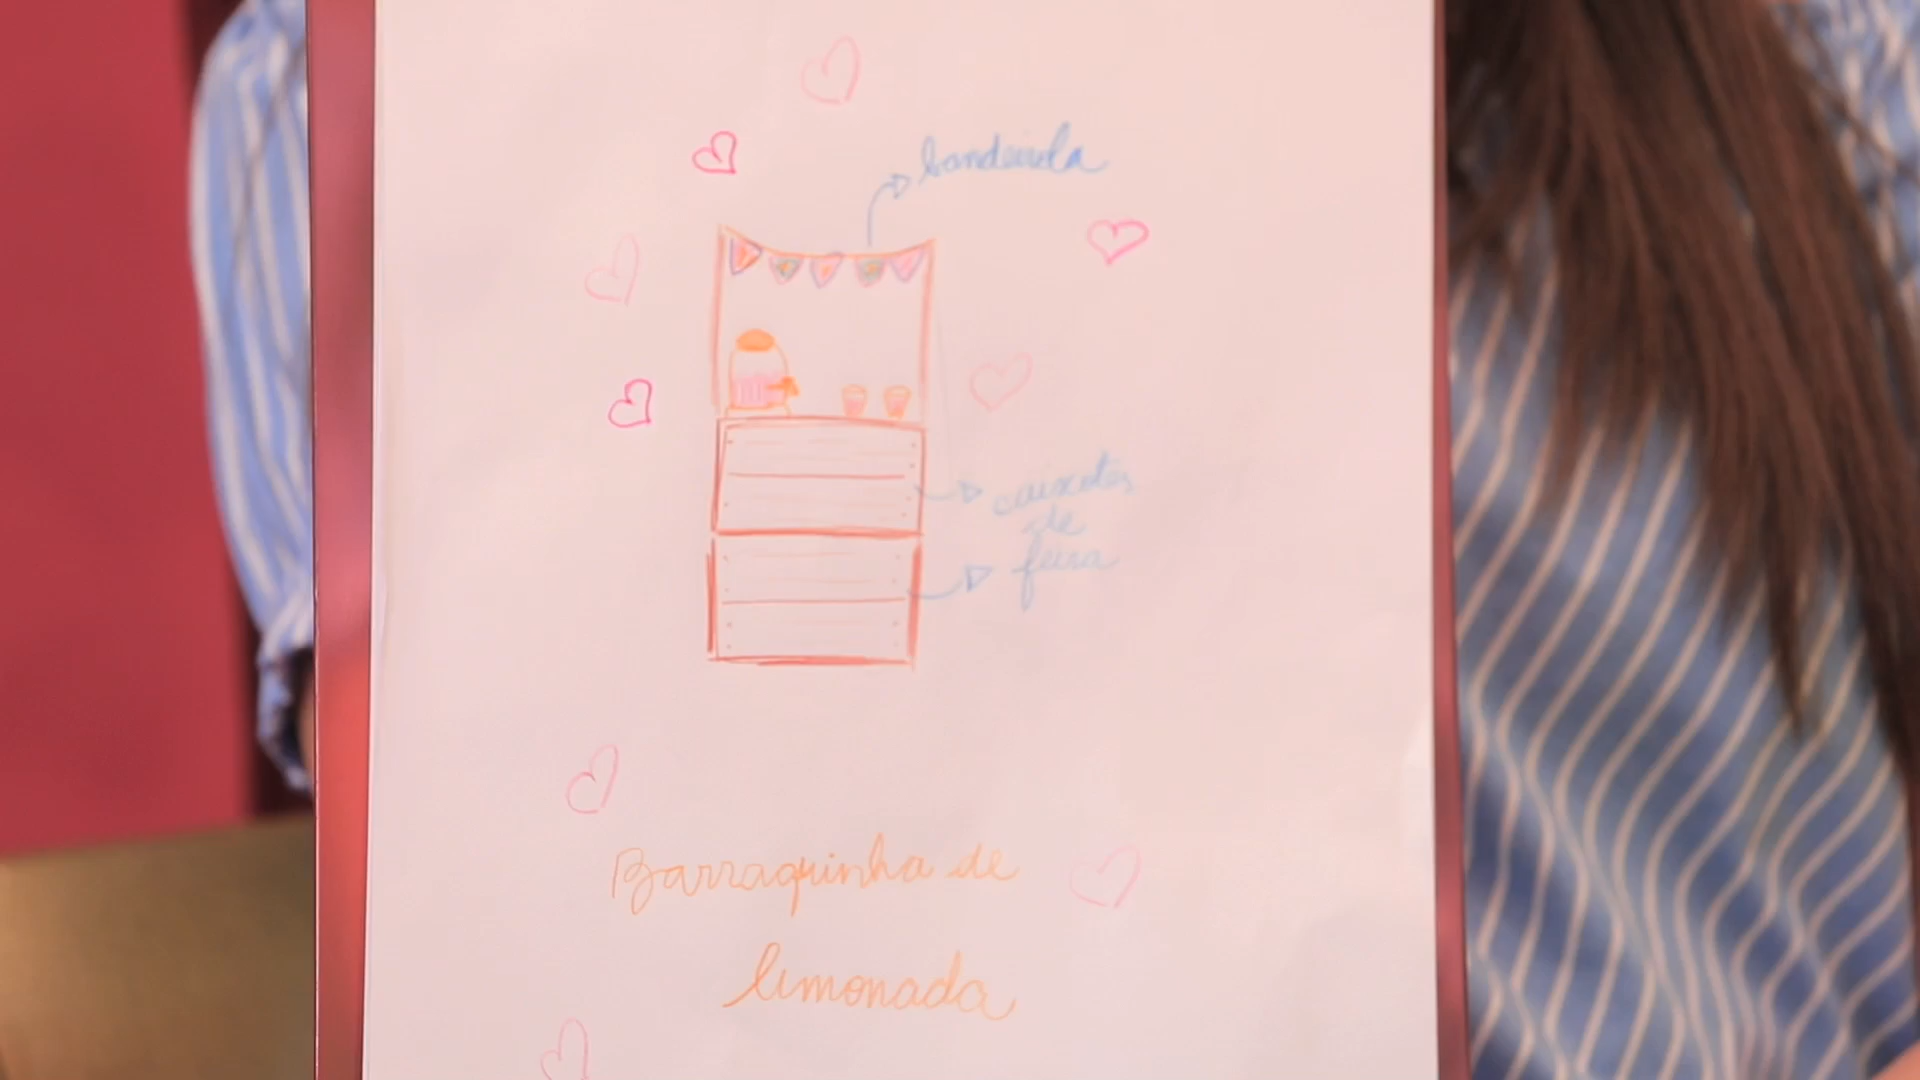 bandeirola
caixotes
de
feira
Barraquinha de
limonada